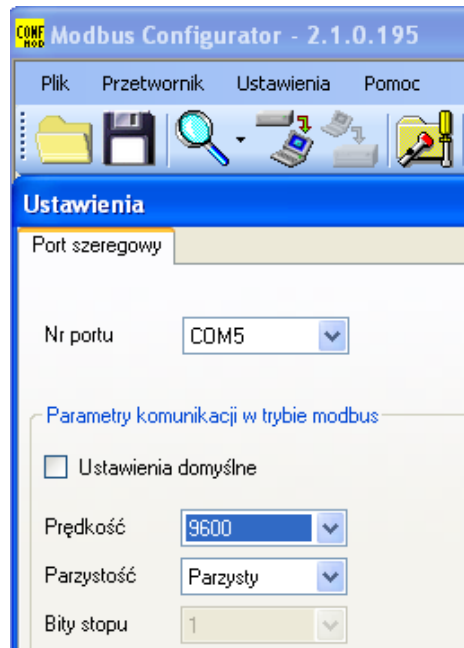 CONF MOD Modbus Configurator - 2.1.0.195
Plik Przetwornik Ustawienia Pomoc
Ustawienia
Port szeregowy
Nr portu COM5
Parametry komunikacji w trybie modbus
Ustawienia domyślne
Prędkość 9600
Parzystość Parzysty
Bity stopu 1